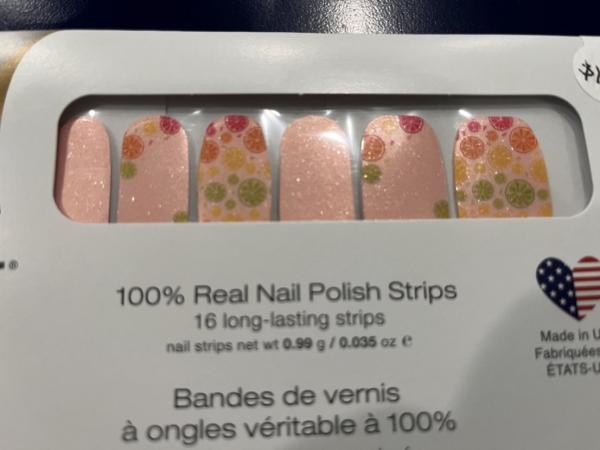 100% Real Nail Polish Strips
16 long-lasting strips
nail strips net wt 0.99 g / 0.035 oz ℮
Made in U
Fabriquées
ÉTATS-U
Bandes de vernis
à ongles véritable à 100%